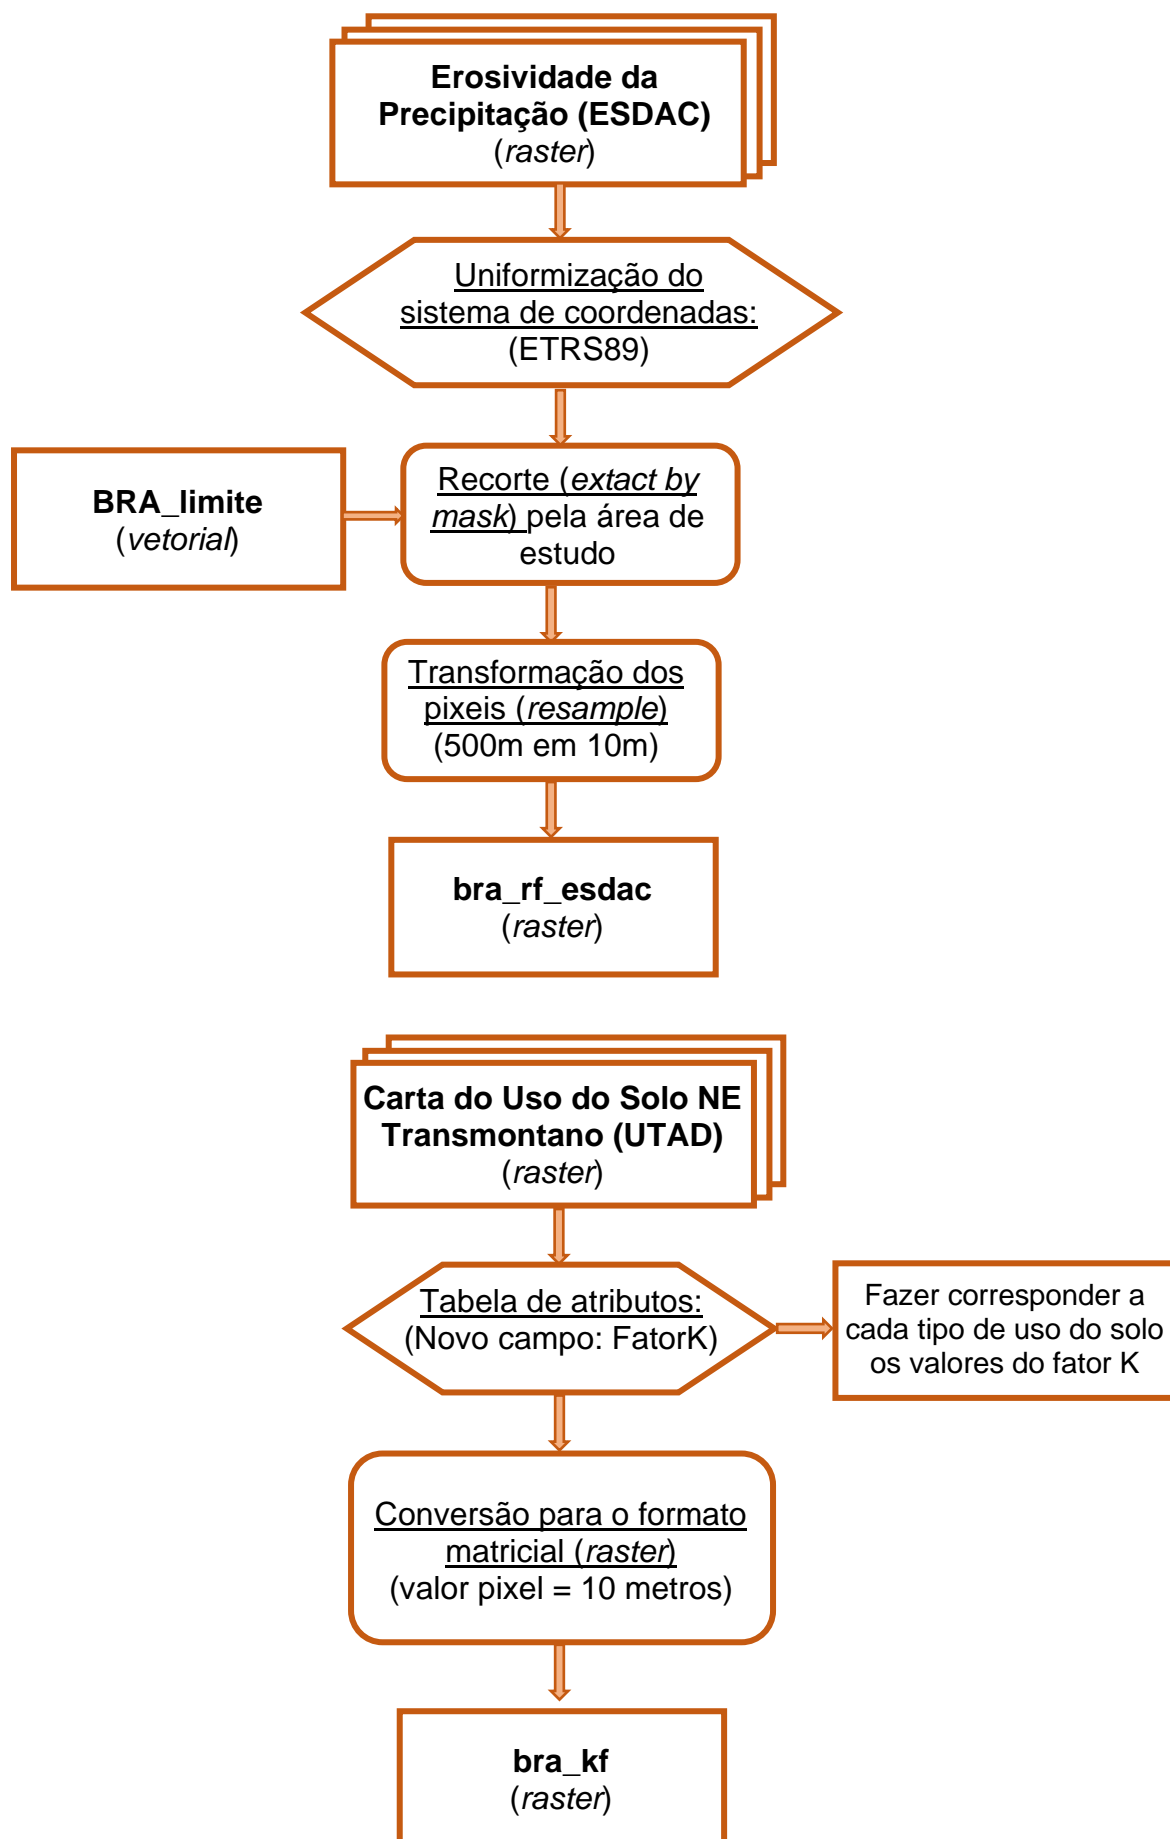 Erosividade da
Precipitação (ESDAC)
(raster)
Uniformização do
sistema de coordenadas:
(ETRS89)
BRA_limite
(vetorial)
Recorte (extact by
mask) pela área de
estudo
Transformação dos
pixeis (resample)
(500m em 10m)
bra_rf_esdac
(raster)
Carta do Uso do Solo NE
Transmontano (UTAD)
(raster)
Tabela de atributos:
(Novo campo: FatorK)
Fazer corresponder a
cada tipo de uso do solo
os valores do fator K
Conversão para o formato
matricial (raster)
(valor pixel = 10 metros)
bra_kf
(raster)